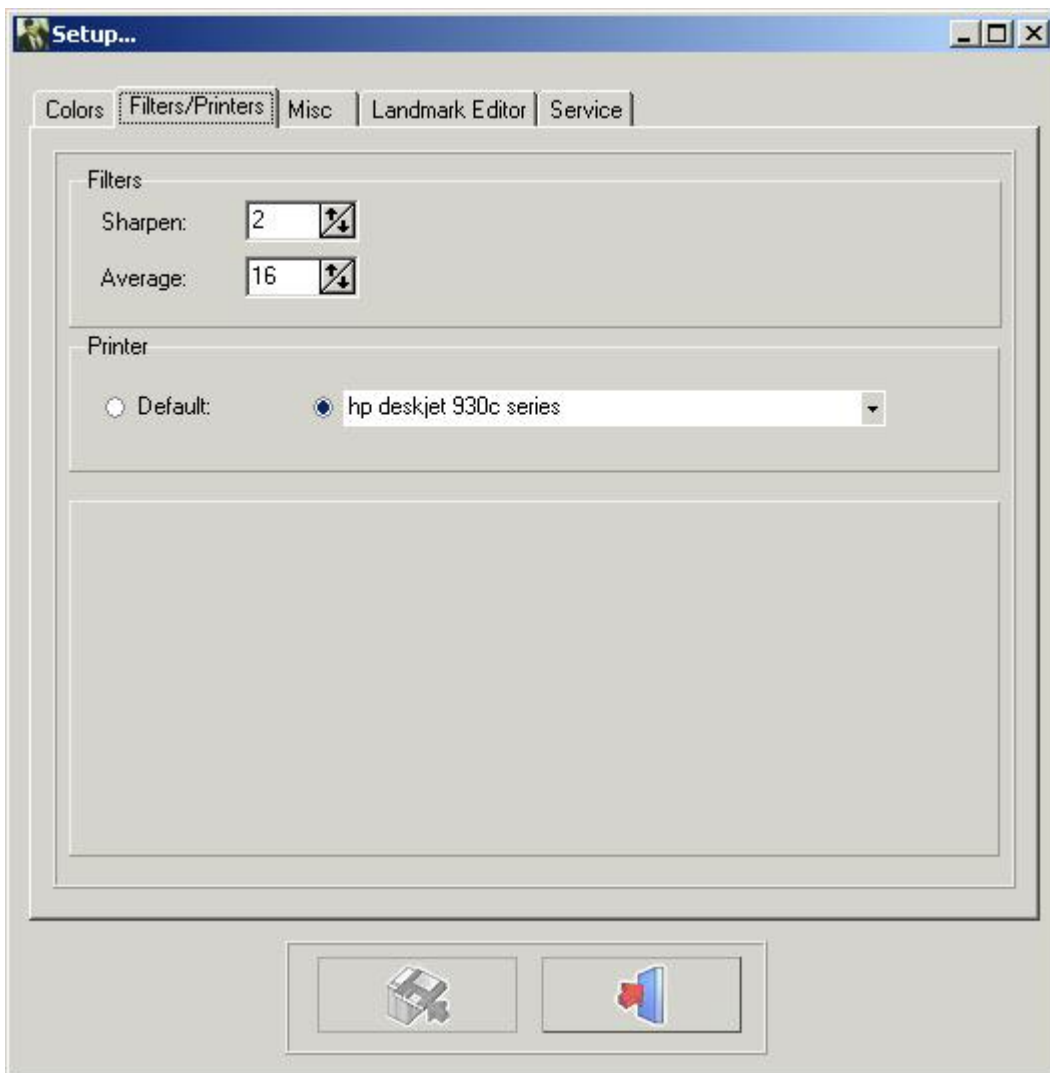 Setup...
Colors Filters/Printers Misc Landmark Editor Service
Filters
Sharpen: 2
Average: 16
Printer
Default: hp deskjet 930c series